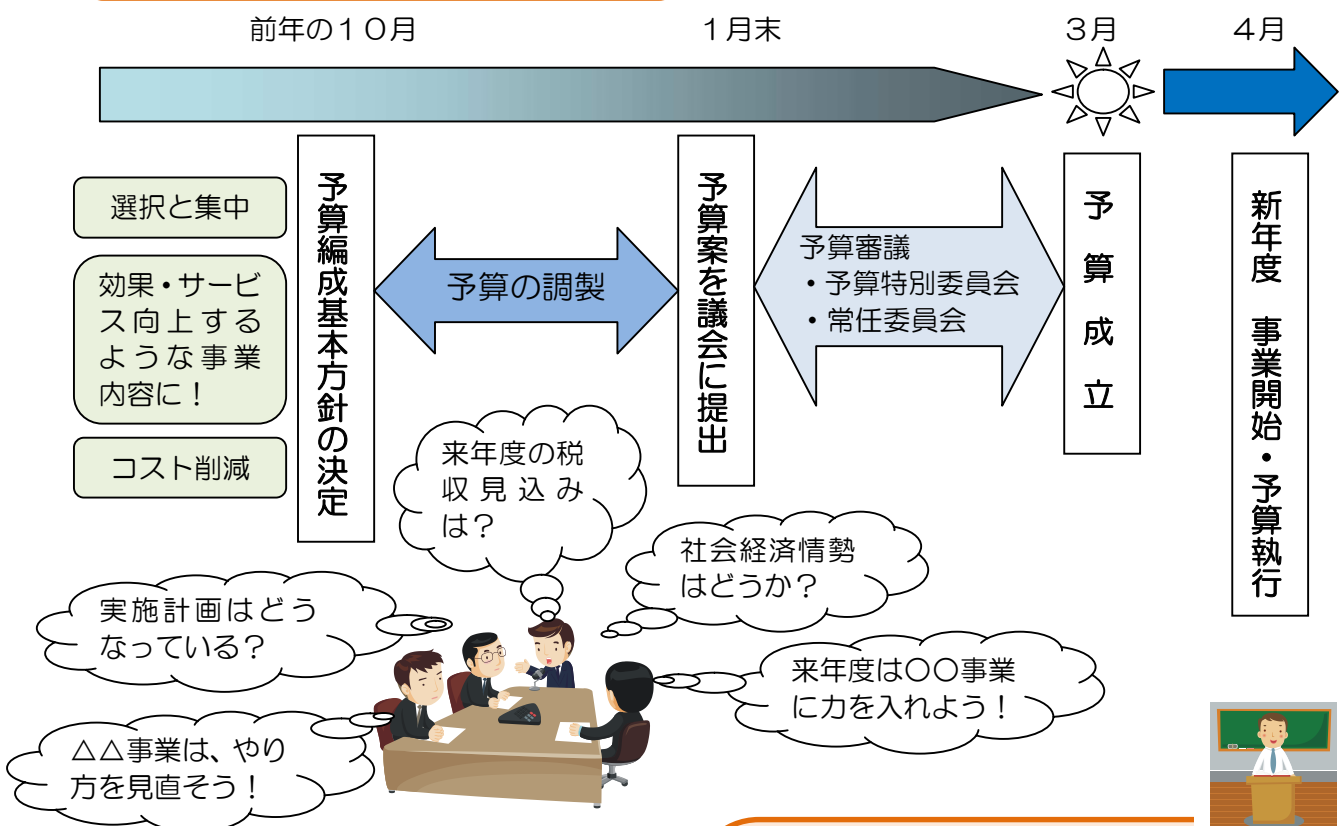 前年の１０月
１月末
３月
４月
選択と集中
効果・サービ
ス向上する
ような事業
内容に！
コスト削減
予算編成基本方針の決定
予算の調製
予算案を議会に提出
予算審議
・予算特別委員会
・常任委員会
予算成立
新年度　事業開始・予算執行
来年度の税
収見込み
は？
社会経済情勢
はどうか？
実施計画はどう
なっている？
来年度は〇〇事業
に力を入れよう！
△△事業は、やり
方を見直そう！